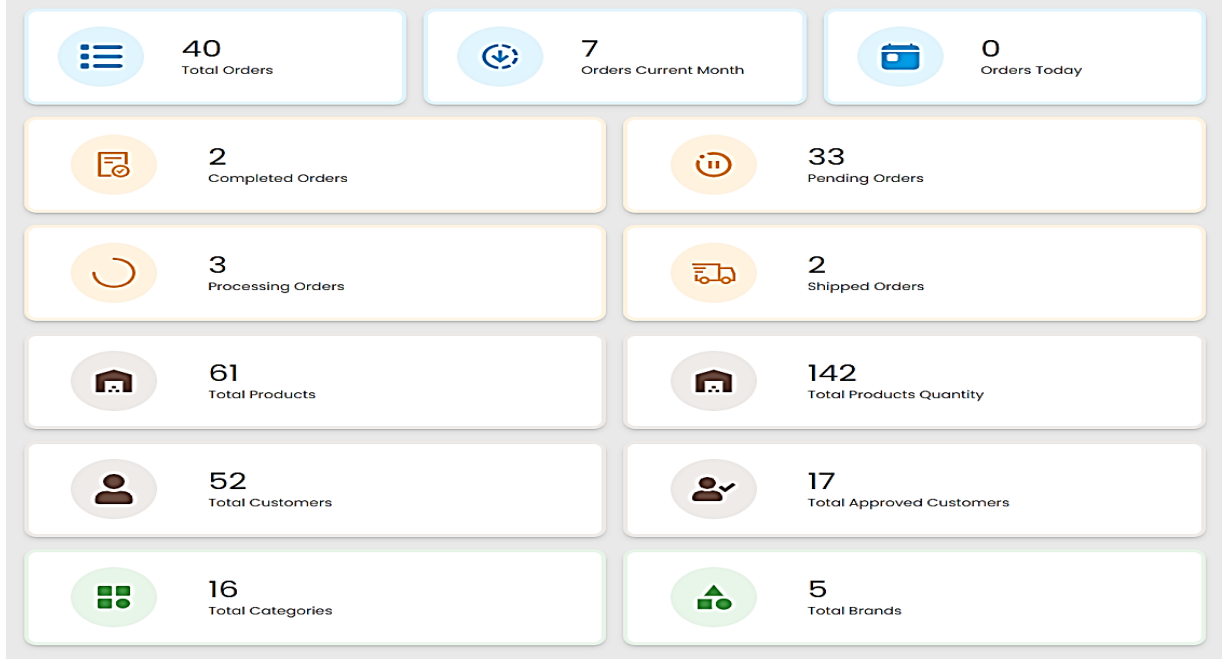 40
Total Orders
7
Orders Current Month
0
Orders Today
2
Completed Orders
33
Pending Orders
3
Processing Orders
2
Shipped Orders
61
Total Products
142
Total Products Quantity
52
Total Customers
17
Total Approved Customers
16
Total Categories
5
Total Brands